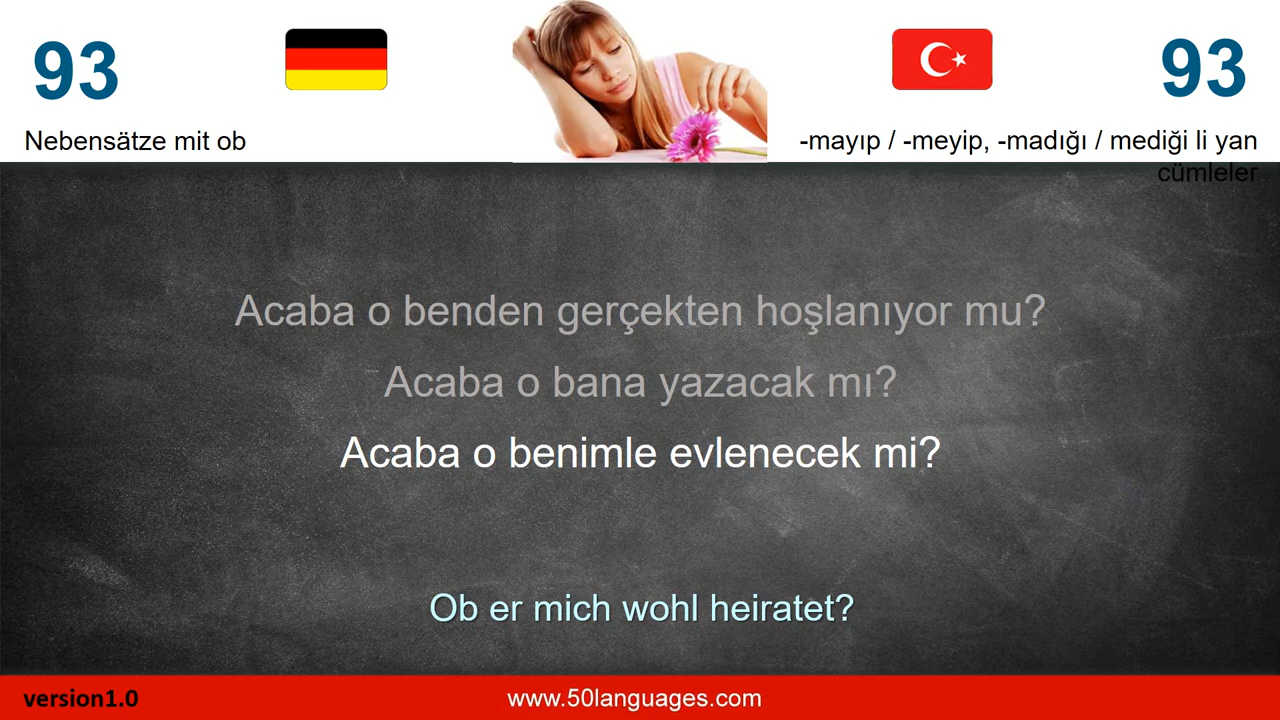 93
93
Nebensätze mit ob
-mayıp / -meyip, -madığı / mediği li yan
cümleler
Acaba o benden gerçekten hoşlanıyor mu?
Acaba o bana yazacak mı?
Acaba o benimle evlenecek mi?
Ob er mich wohl heiratet?
version1.0
www.50languages.com